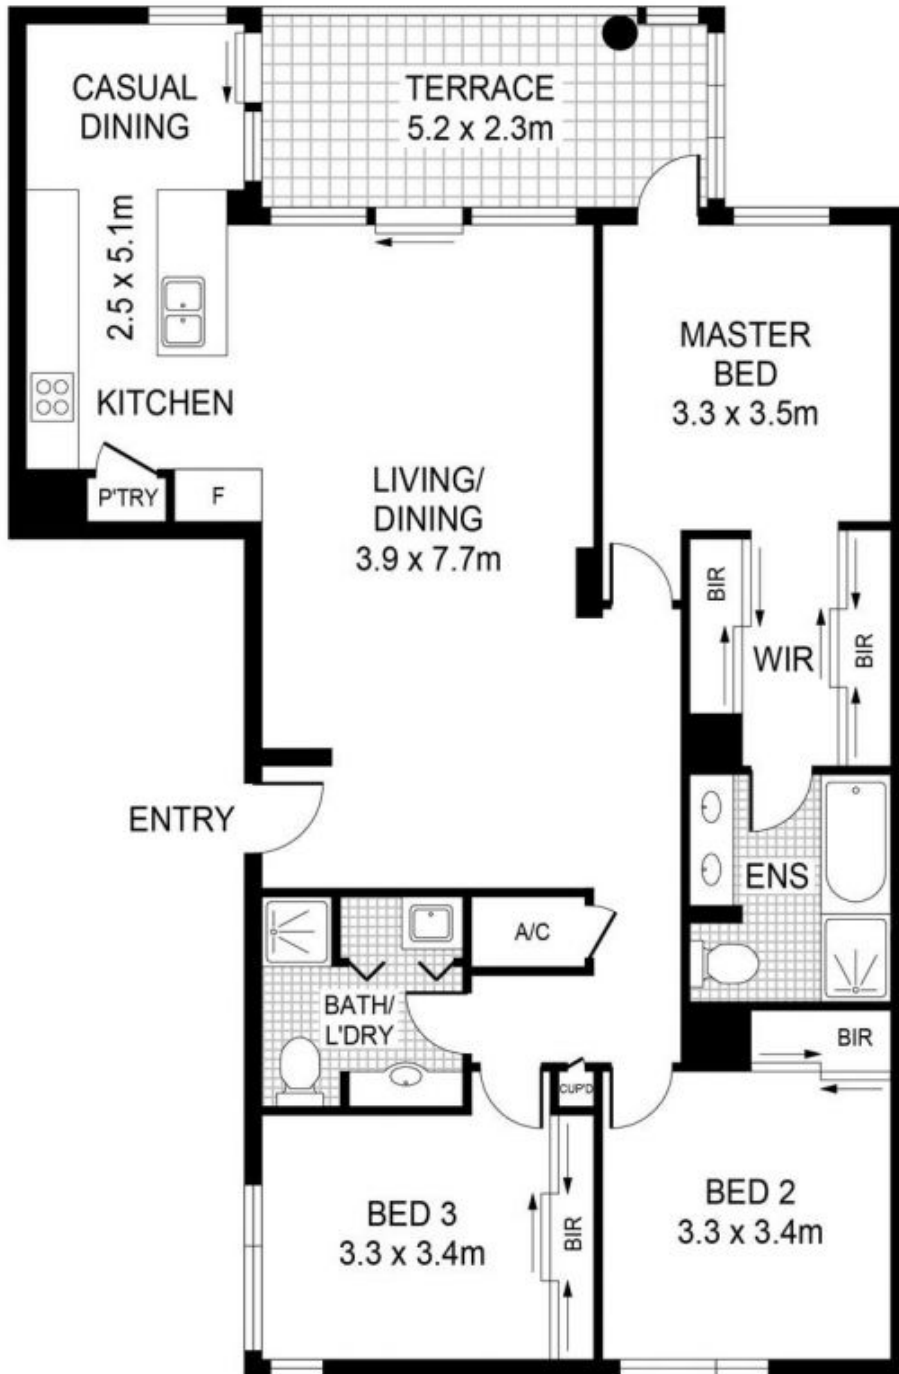 CASUAL
DINING
TERRACE
5.2 x 2.3m
2.5 x 5.1m
KITCHEN
P'TRY
F
LIVING/
DINING
3.9 x 7.7m
MASTER
BED
3.3 x 3.5m
BIR
WIR
BIR
ENTRY
ENS
A/C
BATH/
L'DRY
BIR
CUP'D
BED 3
3.3 x 3.4m
BIR
BED 2
3.3 x 3.4m